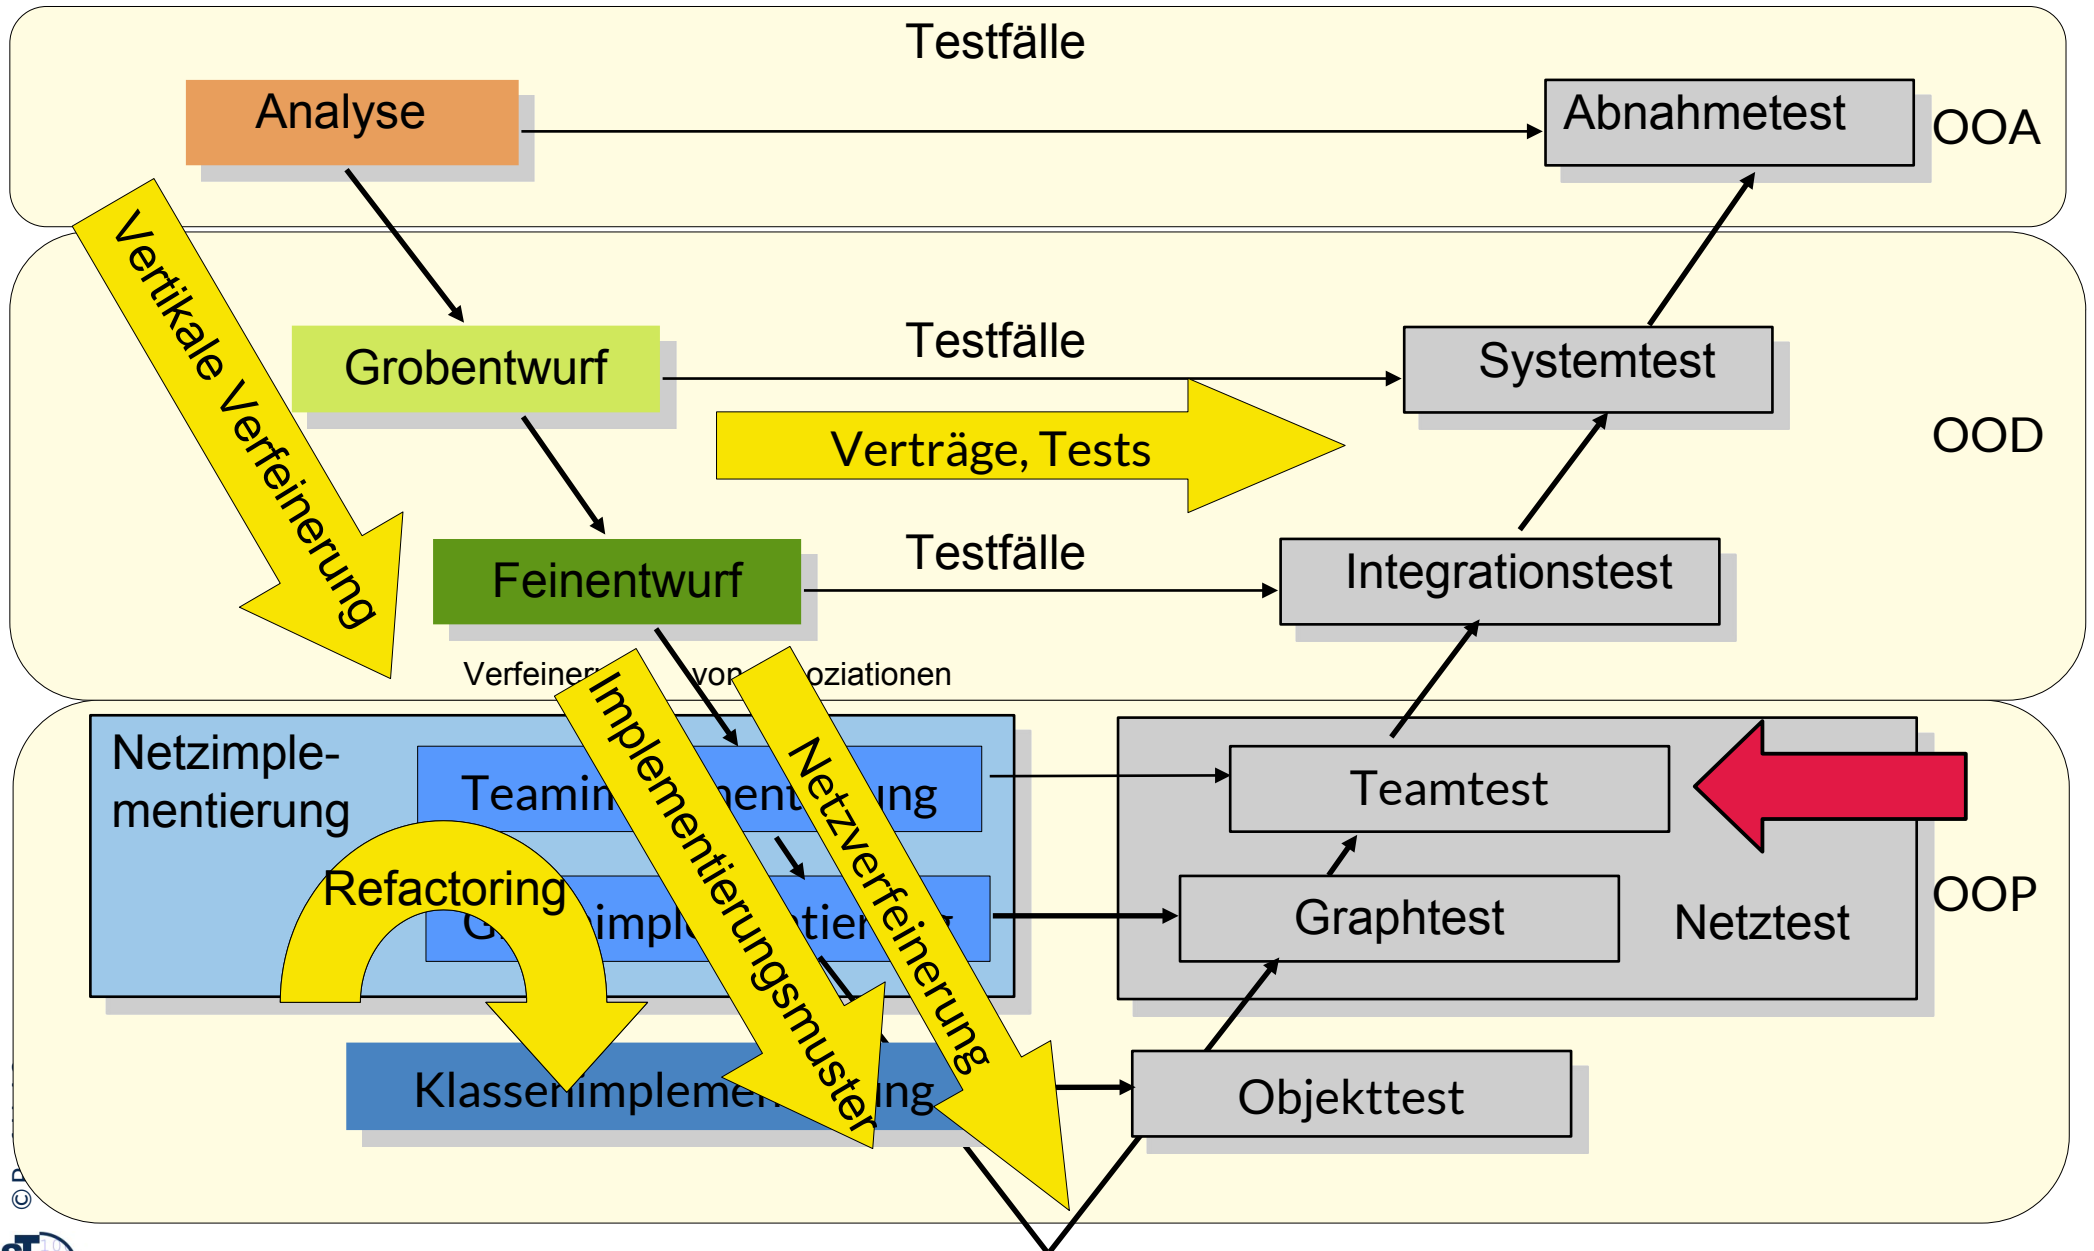 Testfälle
Analyse
Abnahmetest
OOA
Vertikale Verfeinerung
Testfälle
Grobentwurf
Systemtest
OOD
Verträge, Tests
Testfälle
Feinentwurf
Integrationstest
von
Implementierungsmuster
Netzverfeinerung
Netzimple-
mentierung
Teamtest
Refactoring
Graphtest
Netztest
OOP
Objekttest